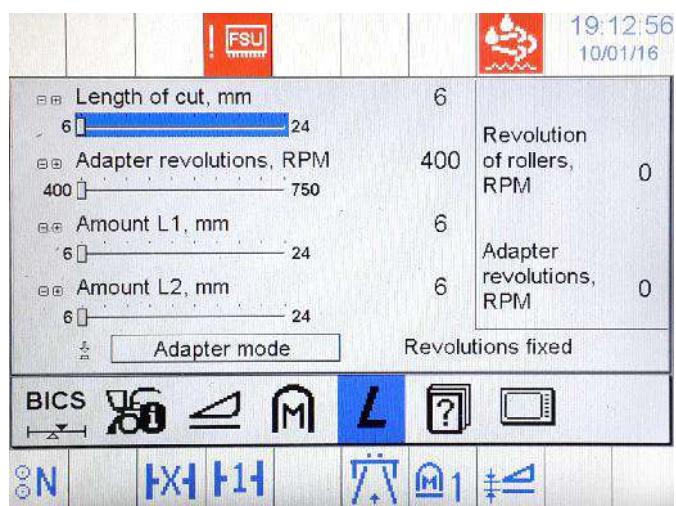 ! FSU
19:12:56
10/01/16
Length of cut, mm 6
6 24
Adapter revolutions, RPM 400
400 750
Amount L1, mm 6
6 24
Amount L2, mm 6
6 24
Adapter mode Revolutions fixed
Revolution
of rollers,
RPM 0
Adapter
revolutions,
RPM 0
BICS
i M L ?
N X 1 M 1